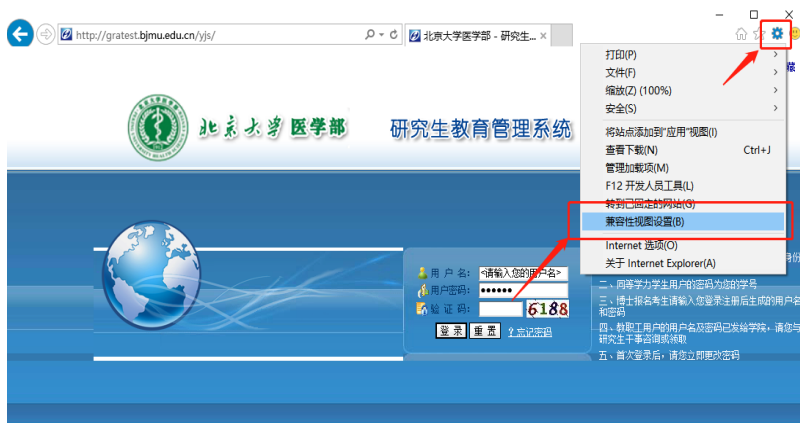 http://gratest.bjmu.edu.cn/yjs/
北京大学医学部 - 研究生...
打印(P)
文件(F)
缩放(Z) (100%)
安全(S)
将站点添加到“应用”视图(I)
查看下载(N) Ctrl+J
管理加载项(M)
F12 开发人员工具(L)
转到已固定的网站(G)
兼容性视图设置(B)
Internet 选项(O)
关于 Internet Explorer(A)
藏
北京大学医学部
研究生教育管理系统
身份
用 户 名: <请输入您的用户名>
用户密码: ••••••
验 证 码: 6188
登 录 重 置 ?忘记密码
二、同等学力学生用户的密码为您的学号
三、博士报名考生请输入您登录注册后生成的用户名
和密码
四、教职工用户的用户名及密码已发给学院,请您与
研究生干事咨询或领取
五、首次登录后,请您立即更改密码